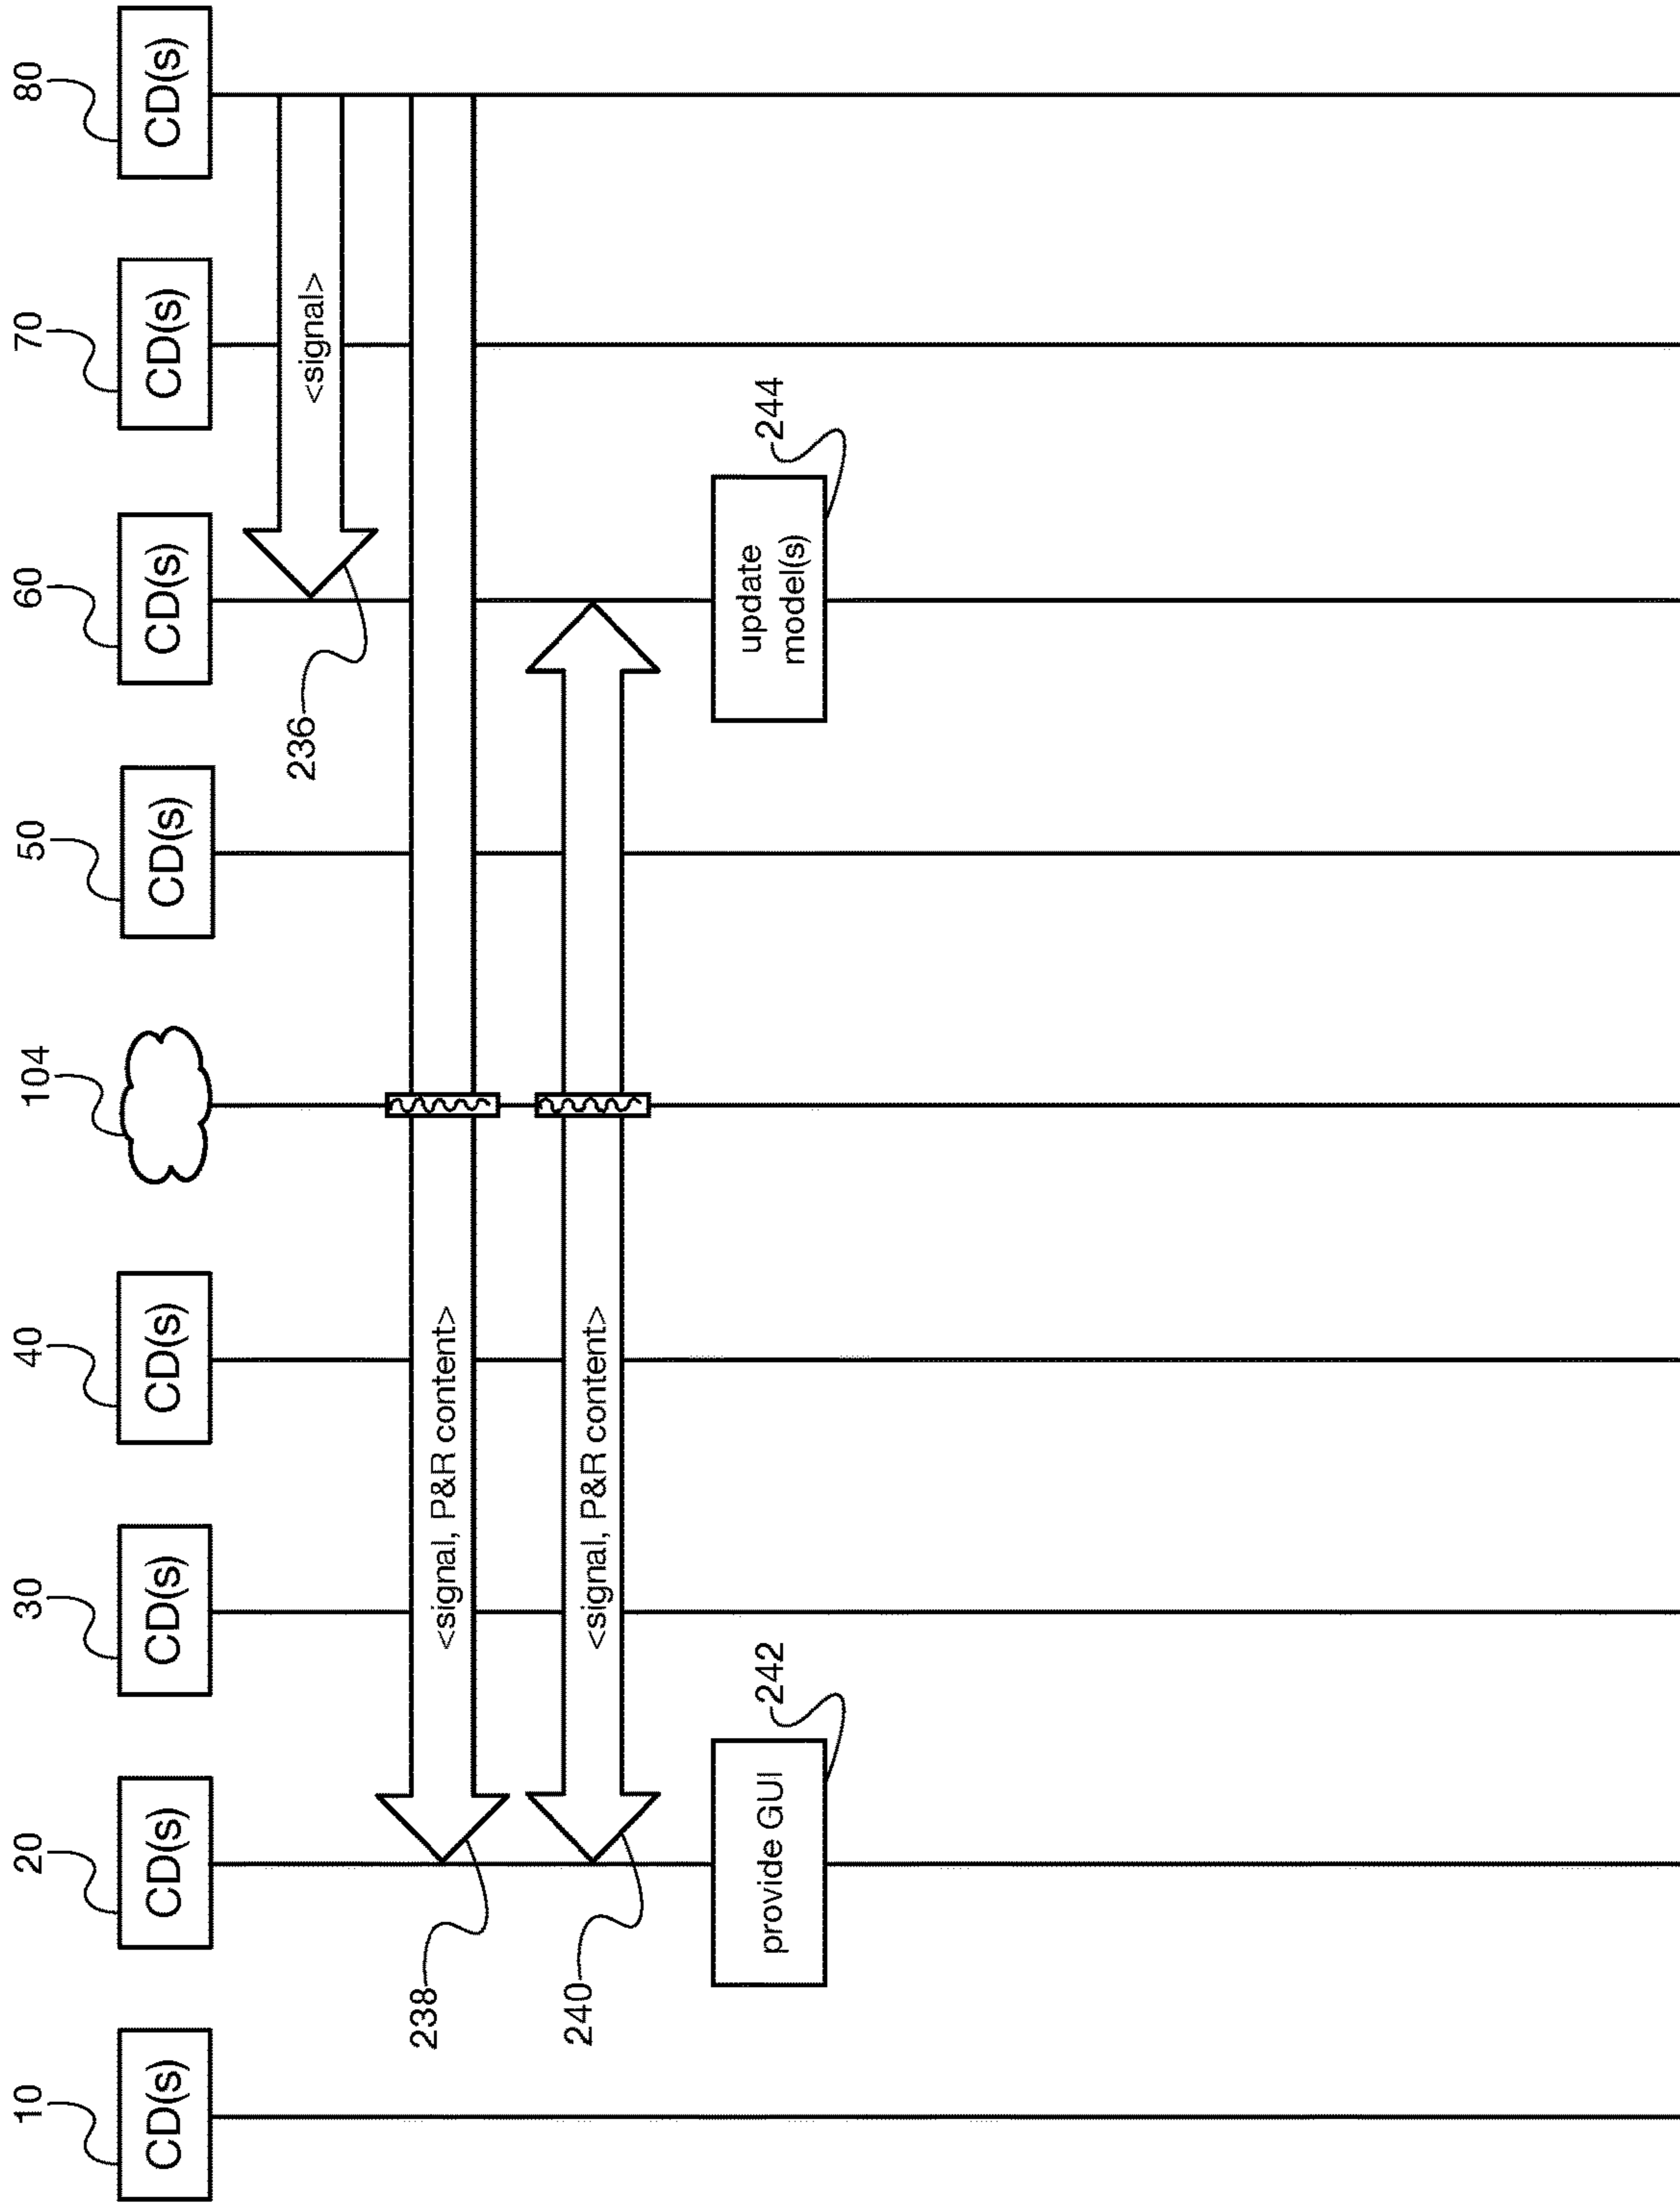 10
20
30
40
104
50
60
70
80
CD(s)
CD(s)
CD(s)
CD(s)
CD(s)
CD(s)
CD(s)
CD(s)
236
<signal>
238
<signal, P&R content>
240
<signal, P&R content>
provide GUI
242
update
model(s)
244